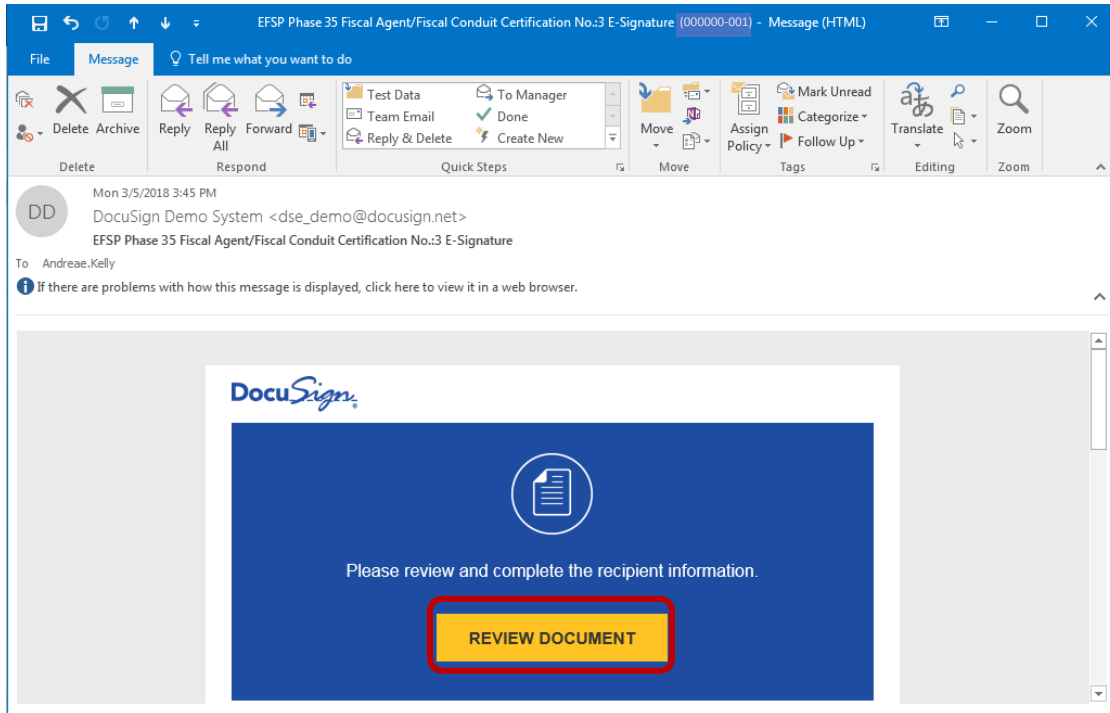 EFSP Phase 35 Fiscal Agent/Fiscal Conduit Certification No.:3 E-Signature (000000-001) - Message (HTML)
File Message Tell me what you want to do
Delete Archive Reply Reply All Forward
Test Data To Manager
Team Email Done
Reply & Delete Create New
Move Assign Policy Mark Unread
Categorize
Follow Up
Translate Zoom
Delete Respond Quick Steps Move Tags Editing Zoom
Mon 3/5/2018 3:45 PM
DD
DocuSign Demo System <dse_demo@docusign.net>
EFSP Phase 35 Fiscal Agent/Fiscal Conduit Certification No.:3 E-Signature
To Andreae.Kelly
If there are problems with how this message is displayed, click here to view it in a web browser.
DocuSign
Please review and complete the recipient information.
REVIEW DOCUMENT